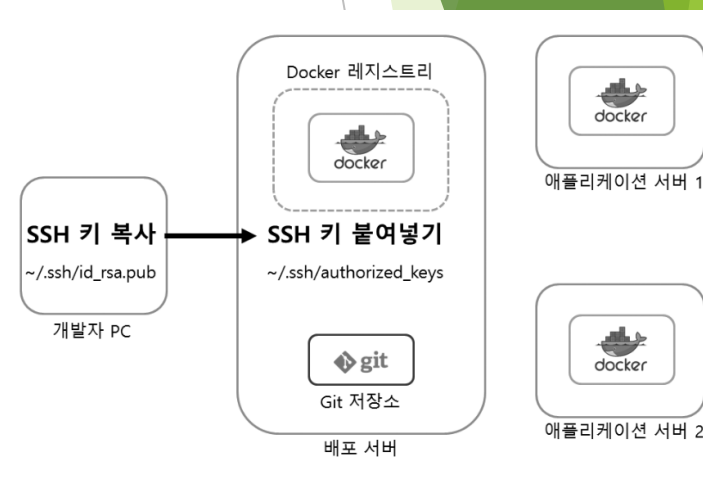 Docker 레지스트리
docker
SSH 키 복사
~/.ssh/id_rsa.pub
개발자 PC
SSH 키 붙여넣기
~/.ssh/authorized_keys
git
Git 저장소
배포 서버
docker
애플리케이션 서버 1
docker
애플리케이션 서버 2